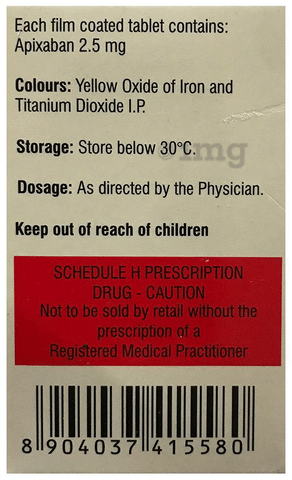 Each film coated tablet contains:
Apixaban 2.5 mg
Colours: Yellow Oxide of Iron and
Titanium Dioxide I.P.
Storage: Store below 30°C.
1mg
Dosage: As directed by the Physician.
Keep out of reach of children
SCHEDULE H PRESCRIPTION
DRUG - CAUTION
Not to be sold by retail without the
prescription of a
Registered Medical Practitioner
8 904037 415580